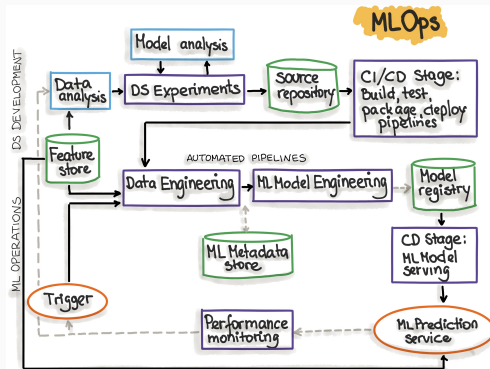 MLOps
DS DEVELOPMENT
Model analysis
Data
analysis
DS Experiments
source
repository
CI/CD Stage:
Build, test,
package, deploy
pipelines
Feature
store
AUTOMATED PIPELINES
Data Engineering
ML Model Engineering
Model
registry
ML OPERATIONS
ML Metadata
store
CD Stage:
ML Model
serving
Trigger
Performance
monitoring
ML Prediction
service